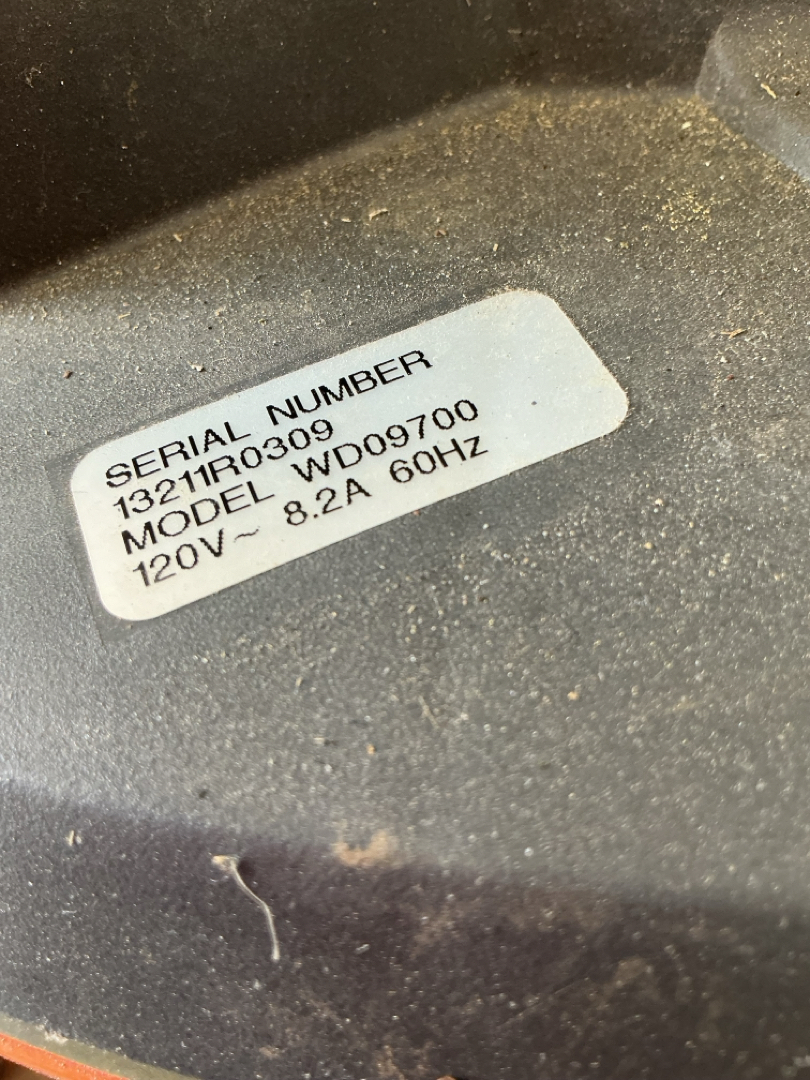 SERIAL NUMBER
13211R0309
MODEL WD09700
120V~ 8.2A 60Hz